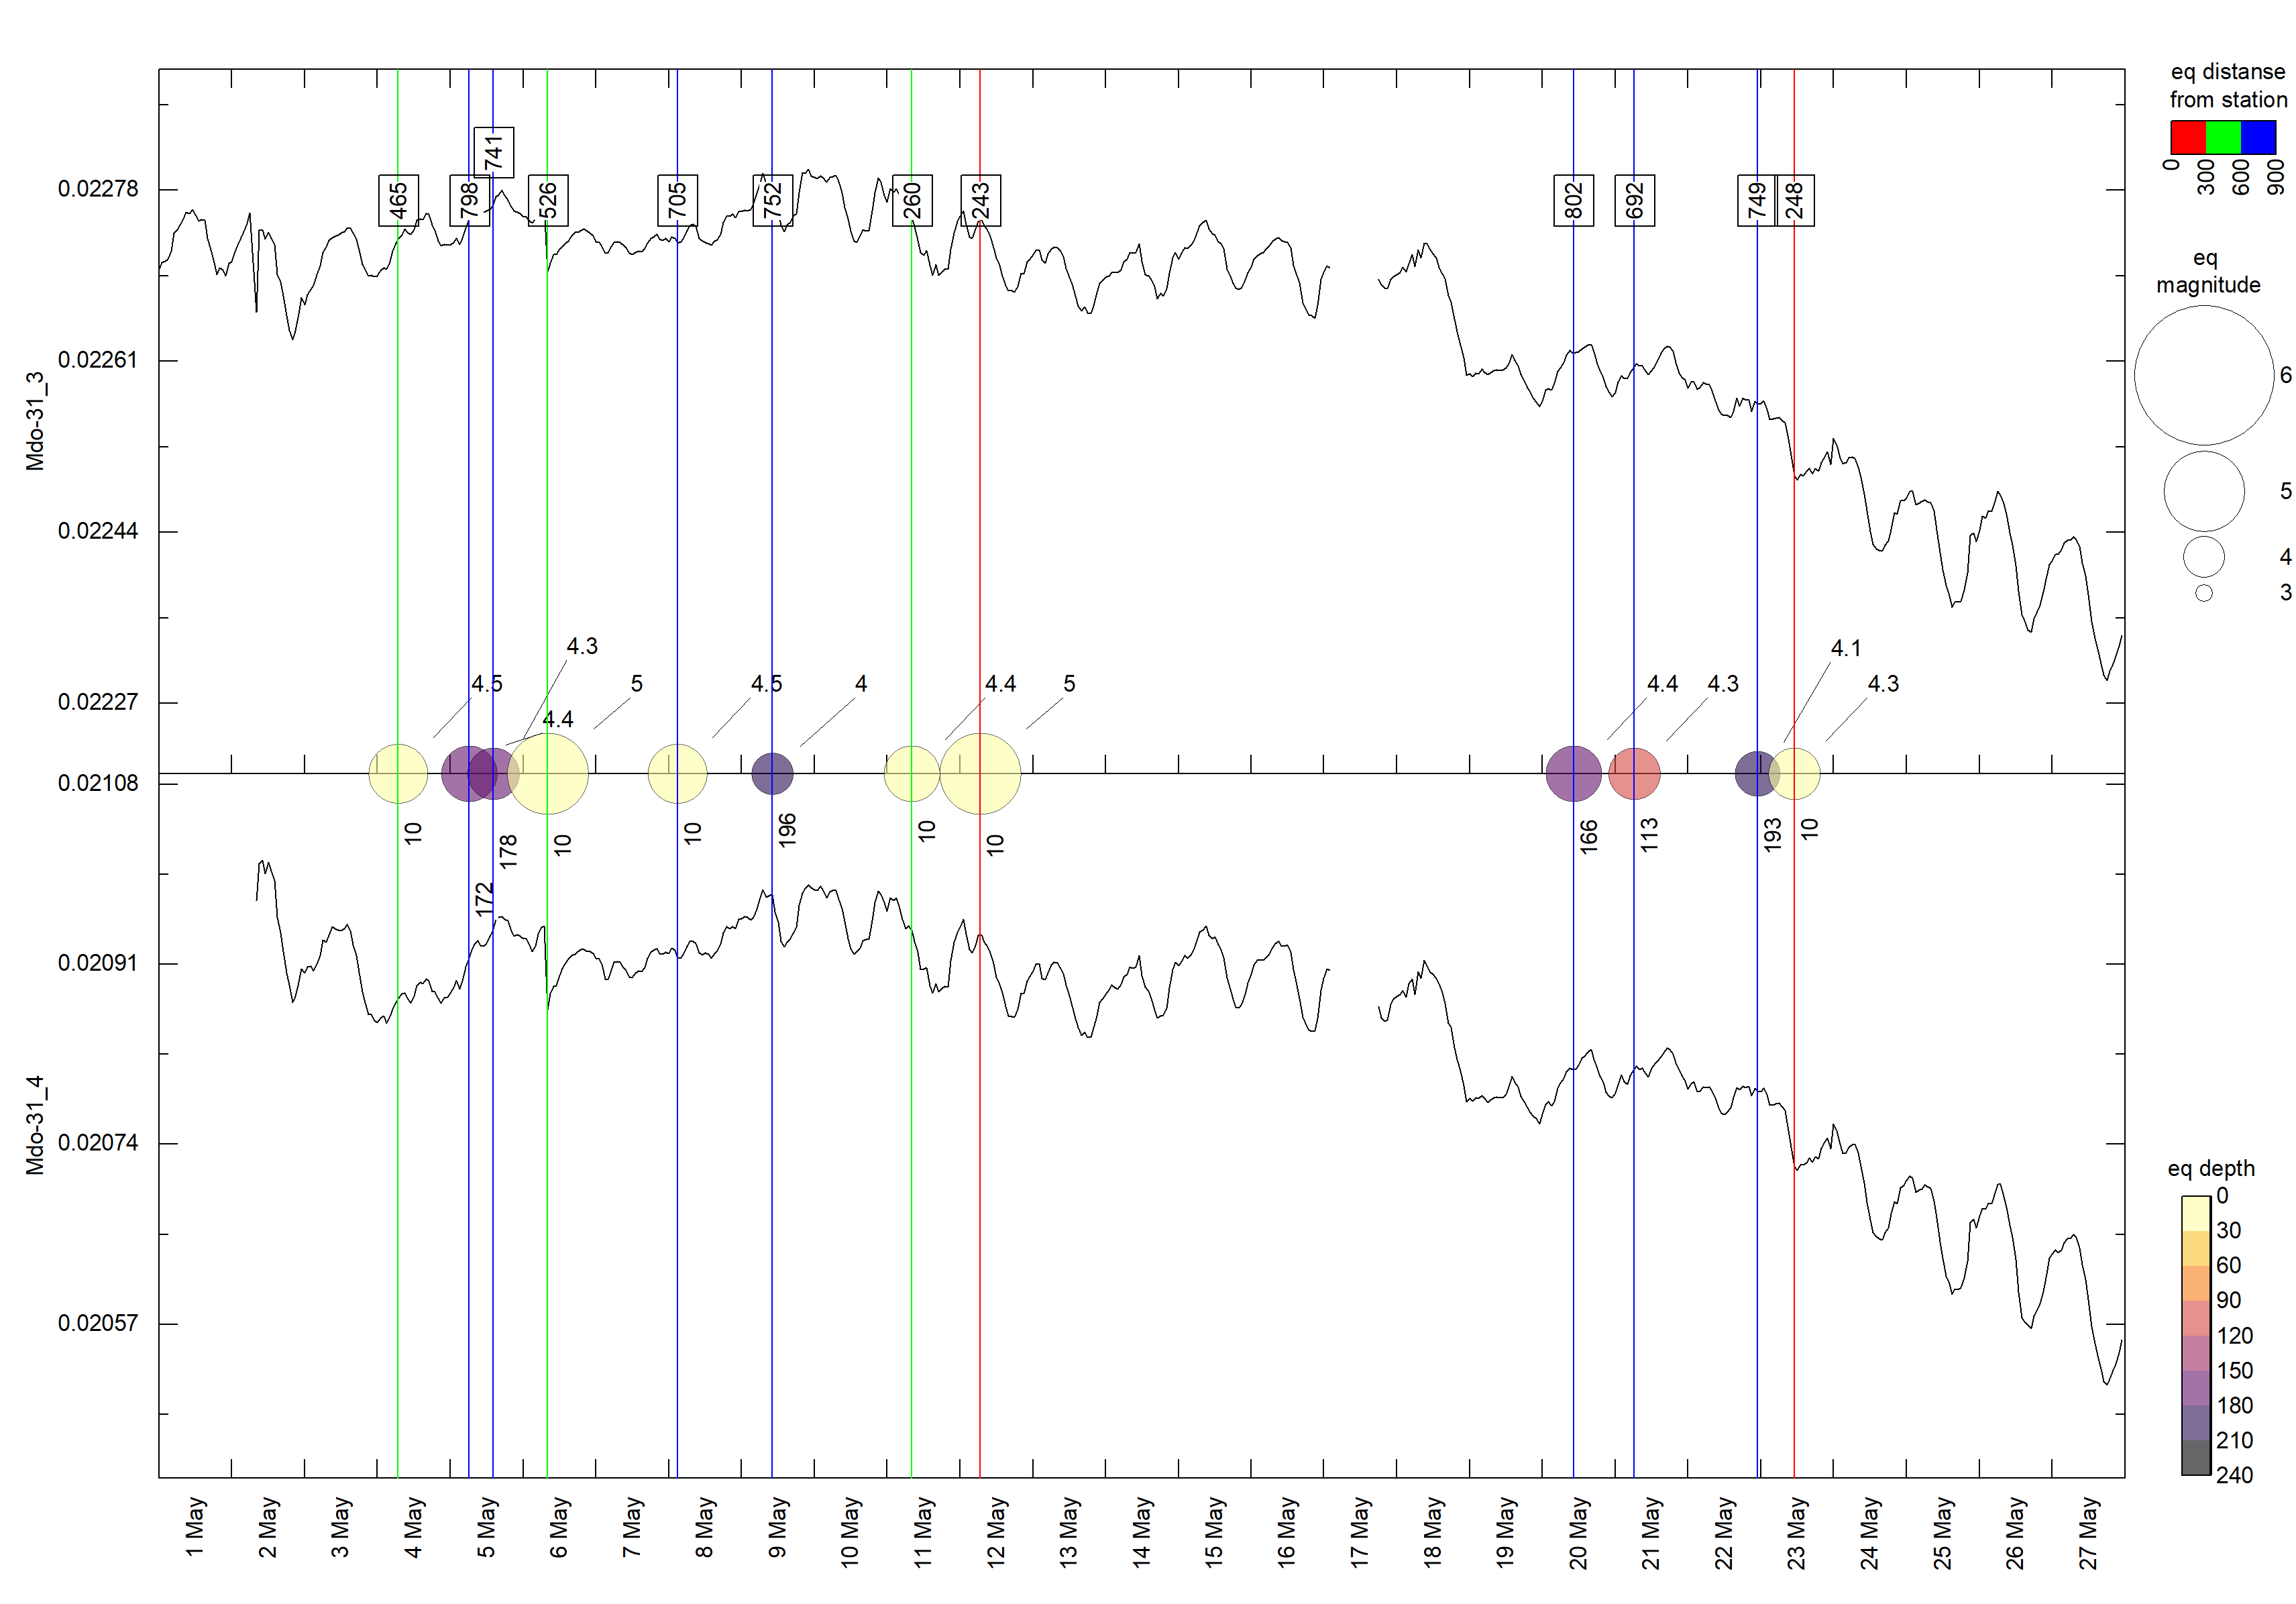 eq distanse
from station
0
300
600
900
eq
magnitude
6
5
4
3
eq depth
0
30
60
90
120
150
180
210
240
Mdo-31_3
0.02278
0.02261
0.02244
0.02227
465
798
741
526
705
752
260
243
802
692
749
248
4.5
4.4
4.3
5
4.5
4
4.4
5
4.4
4.3
4.1
4.3
10
172
178
10
10
196
10
10
166
113
193
10
Mdo-31_4
0.02108
0.02091
0.02074
0.02057
1 May
2 May
3 May
4 May
5 May
6 May
7 May
8 May
9 May
10 May
11 May
12 May
13 May
14 May
15 May
16 May
17 May
18 May
19 May
20 May
21 May
22 May
23 May
24 May
25 May
26 May
27 May